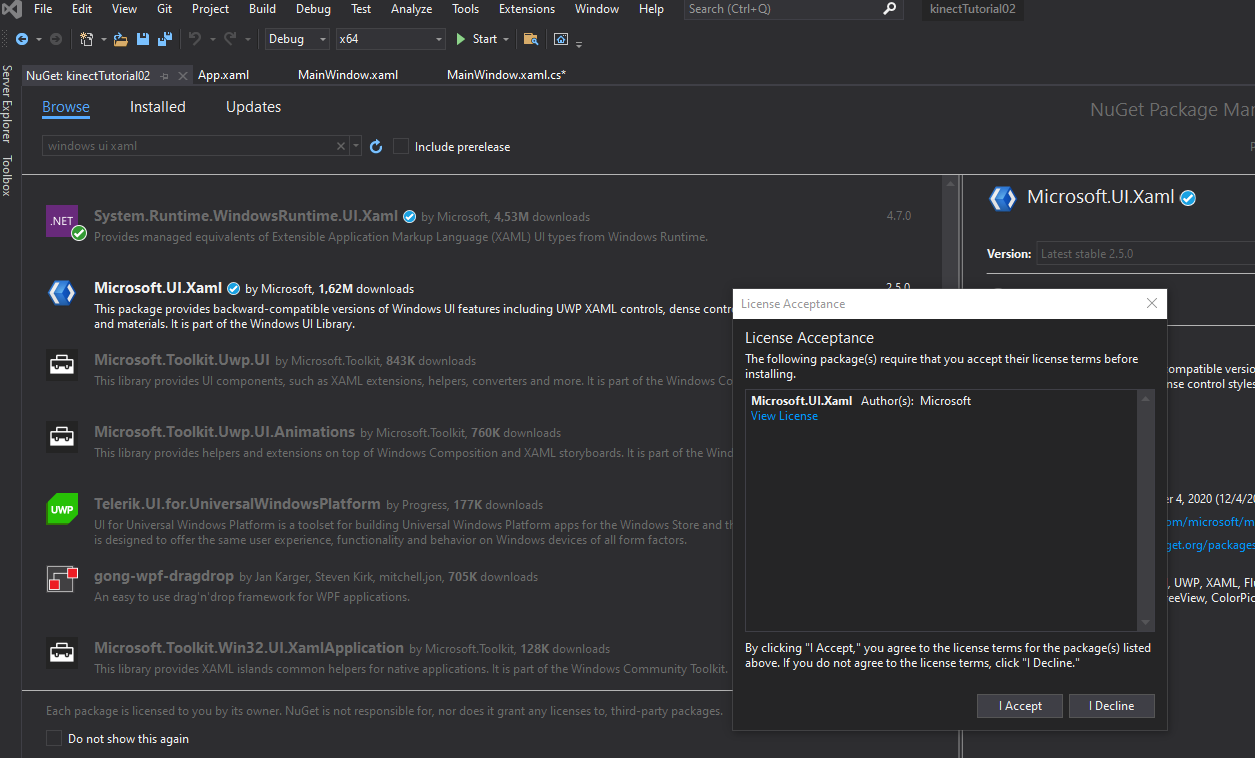 File Edit View Git Project Build Debug Test Analyze Tools Extensions Window Help Search (Ctrl+Q) kinectTutorial02
Debug x64 Start
Server Explorer
Toolbox
NuGet: kinectTutorial02 App.xaml MainWindow.xaml MainWindow.xaml.cs*
Browse Installed Updates
NuGet Package Mar
windows ui xaml Include prerelease
.NET
System.Runtime.WindowsRuntime.UI.Xaml by Microsoft, 4,53M downloads 4.7.0
Provides managed equivalents of Extensible Application Markup Language (XAML) UI types from Windows Runtime.
Microsoft.UI.Xaml by Microsoft, 1,62M downloads 2.5.0
This package provides backward-compatible versions of Windows UI features including UWP XAML controls, dense contr
and materials. It is part of the Windows UI Library.
Microsoft.Toolkit.Uwp.UI by Microsoft.Toolkit, 843K downloads
This library provides UI components, such as XAML extensions, helpers, converters and more. It is part of the Windows Co
Microsoft.Toolkit.Uwp.UI.Animations by Microsoft.Toolkit, 760K downloads
This library provides helpers and extensions on top of Windows Composition and XAML storyboards. It is part of the Wind
UWP
Telerik.UI.for.UniversalWindowsPlatform by Progress, 177K downloads
UI for Universal Windows Platform is a toolset for building Universal Windows Platform apps for the Windows Store and th
is designed to offer the same user experience, functionality and behavior on Windows devices of all form factors.
gong-wpf-dragdrop by Jan Karger, Steven Kirk, mitchell.jon, 705K downloads
An easy to use drag'n'drop framework for WPF applications.
Microsoft.Toolkit.Win32.UI.XamlApplication by Microsoft.Toolkit, 128K downloads
This library provides XAML islands common helpers for native applications. It is part of the Windows Community Toolkit.
Each package is licensed to you by its owner. NuGet is not responsible for, nor does it grant any licenses to, third-party packages.
Do not show this again
Microsoft.UI.Xaml
Version: Latest stable 2.5.0
ompatible versio
nse control styles
r 4, 2020 (12/4/20
om/microsoft/m
get.org/packages
, UWP, XAML, Fl
eeView, ColorPic
License Acceptance
License Acceptance
The following package(s) require that you accept their license terms before
installing.
Microsoft.UI.Xaml Author(s): Microsoft
View License
By clicking "I Accept," you agree to the license terms for the package(s) listed
above. If you do not agree to the license terms, click "I Decline."
I Accept I Decline